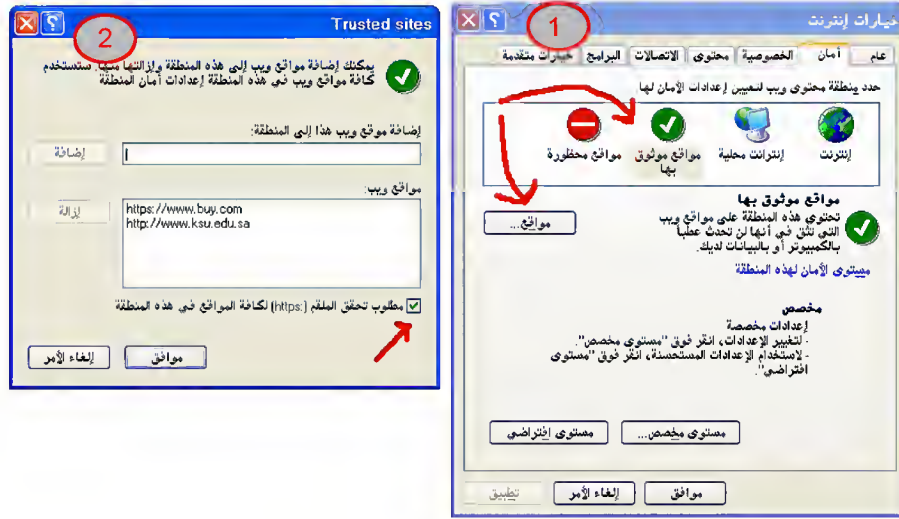 1
خيارات إنترنت
عام
أمان
الخصوصية
محتوى
الاتصالات
البرامج
خيارات متقدمة
حدد منطقة محتوى ويب لتعيين إعدادات الأمان لها.
إنترنت
إنترانت محلية
مواقع موثوق
بها
مواقع محظورة
مواقع موثوق بها
تحتوي هذه المنطقة على مواقع ويب
التي تثق في أنها لن تحدث عطباً
بالكمبيوتر أو بالبيانات لديك.
مواقع...
مستوى الأمان لهذه المنطقة
مخصص
إعدادات مخصصة
- لتغيير الإعدادات، انقر فوق "مستوى مخصص".
- لاستخدام الإعدادات المستحسنة، انقر فوق "مستوى
افتراضي".
مستوى مخصص...
مستوى افتراضي
موافق
إلغاء الأمر
تطبيق
2
Trusted sites
يمكنك إضافة مواقع ويب إلى هذه المنطقة وإزالتها منها. ستستخدم
كافة مواقع ويب في هذه المنطقة إعدادات أمان المنطقة
إضافة موقع ويب هذا إلى المنطقة:
إضافة
مواقع ويب:
https://www.buy.com
http://www.ksu.edu.sa
إزالة
مطلوب تحقق الملقم (https:) لكافة المواقع في هذه المنطقة
موافق
إلغاء الأمر